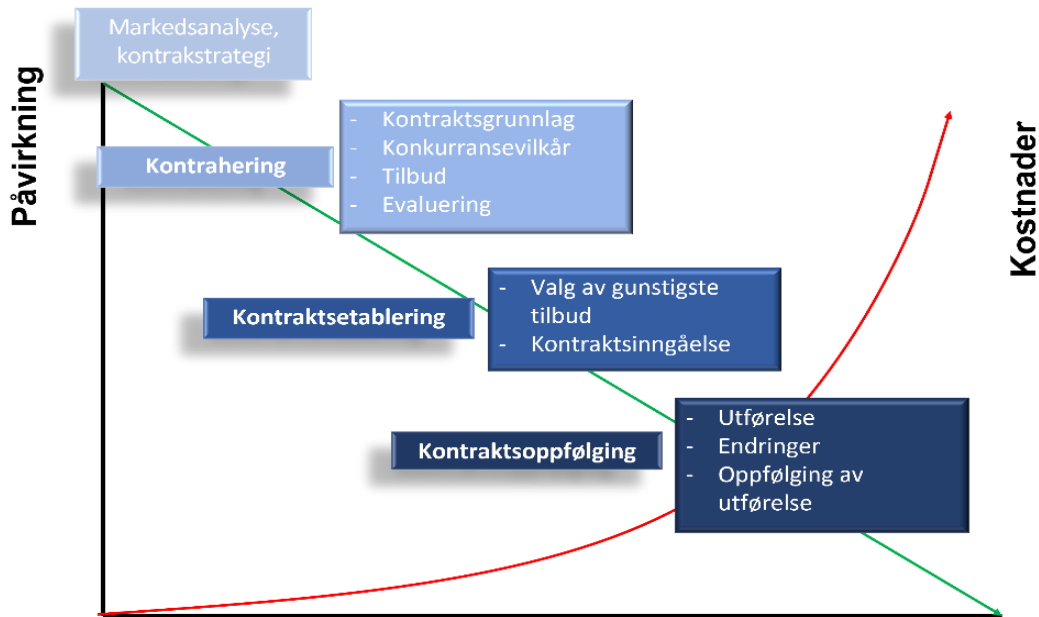 Markedsanalyse,
kontrakstrategi
Påvirkning
Kontrahering
- Kontraktsgrunnlag
- Konkurransevilkår
- Tilbud
- Evaluering
Kostnader
Kontraktsetablering
- Valg av gunstigste
tilbud
- Kontraktsinngåelse
Kontraktsoppfølging
- Utførelse
- Endringer
- Oppfølging av
utførelse